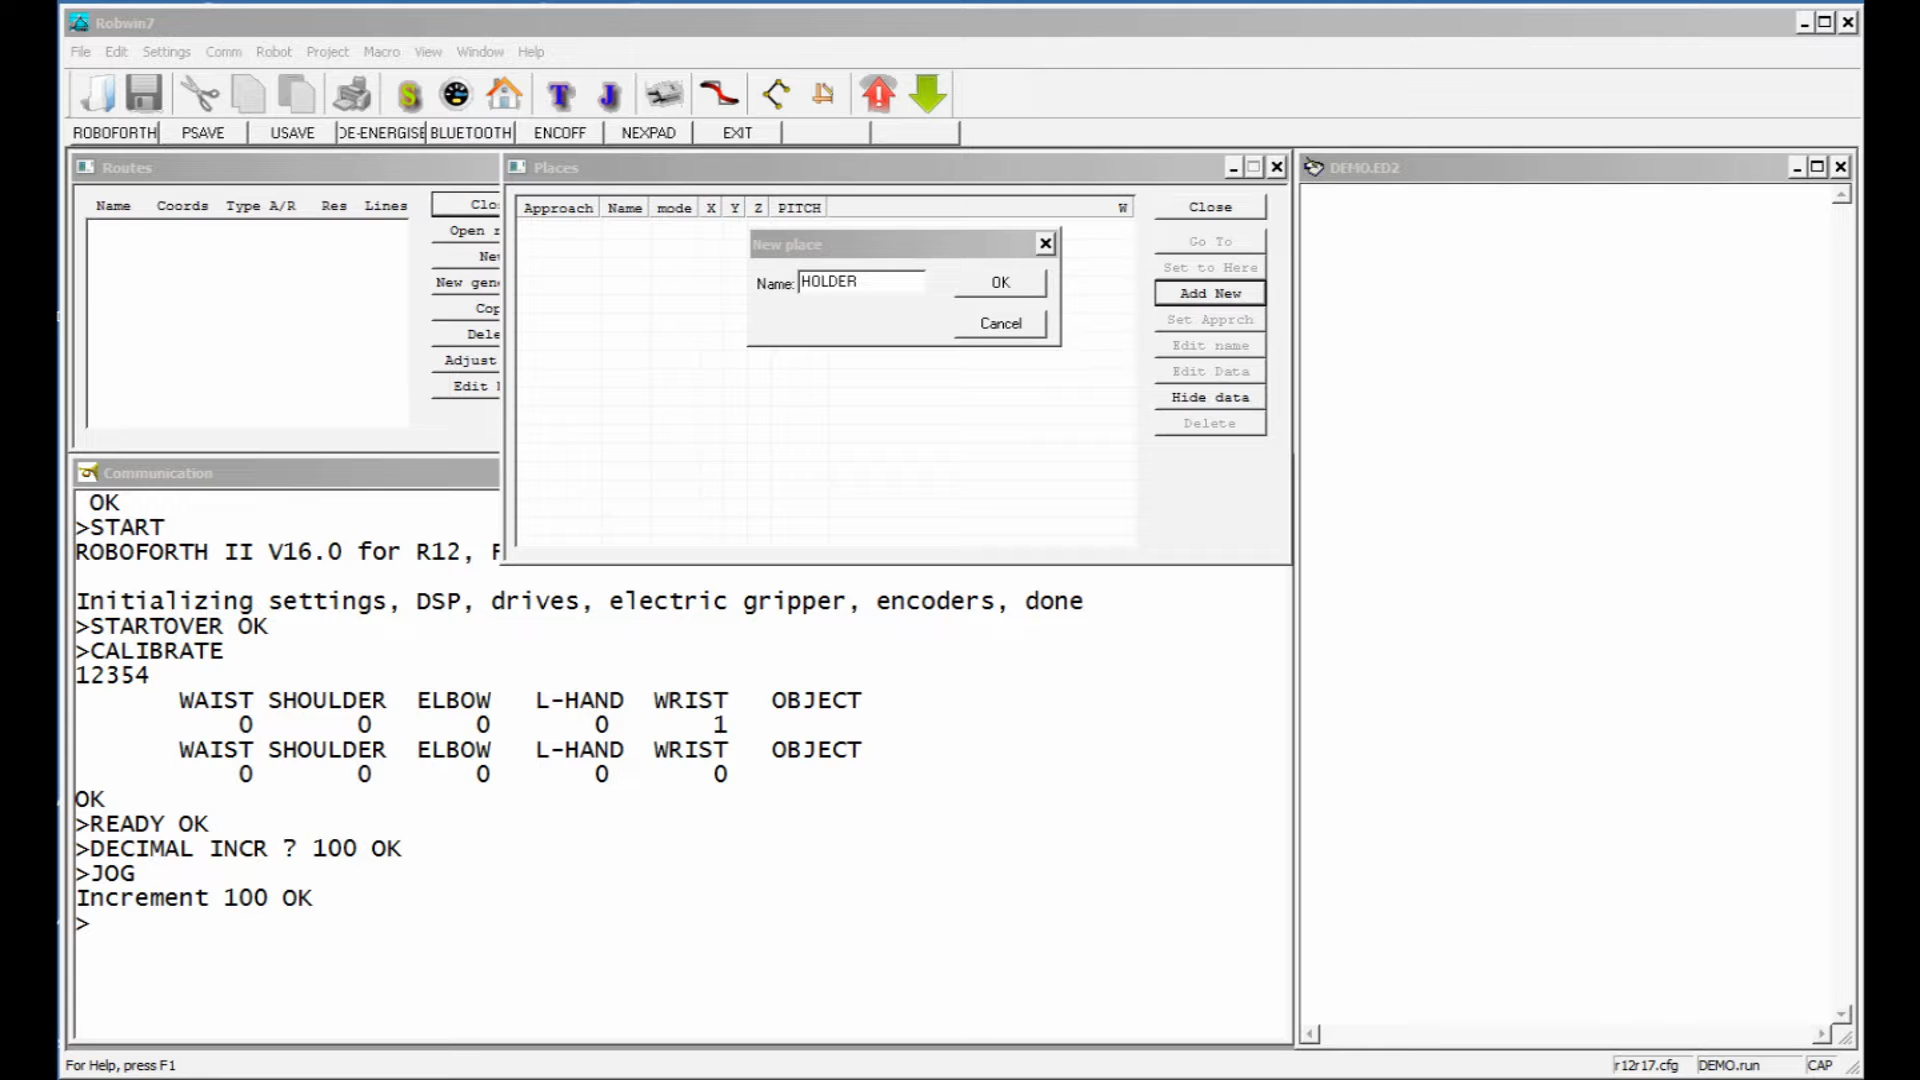 Robwin7
File Edit Settings Comm Robot Project Macro View Window Help
S T J
ROBOFORTH PSAVE USAVE DE-ENERGISE BLUETOOTH ENCOFF NEXPAD EXIT
Routes
Name Coords Type A/R Res Lines
Clo
Open
Ne
New gen
Cop
Dele
Adjust
Edit
Places
Approach Name mode X Y Z PITCH W
New place
Name: HOLDER
OK
Cancel
Close
Go To
Set to Here
Add New
Set Apprch
Edit name
Edit Data
Hide data
Delete
DEMO.ED2
Communication
OK
>START
ROBOFORTH II V16.0 for R12,
Initializing settings, DSP, drives, electric gripper, encoders, done
>STARTOVER OK
>CALIBRATE
12354
WAIST SHOULDER ELBOW L-HAND WRIST OBJECT
0 0 0 0 1
WAIST SHOULDER ELBOW L-HAND WRIST OBJECT
0 0 0 0 0
OK
>READY OK
>DECIMAL INCR ? 100 OK
>JOG
Increment 100 OK
>
For Help, press F1
r12r17.cfg DEMO.run CAP